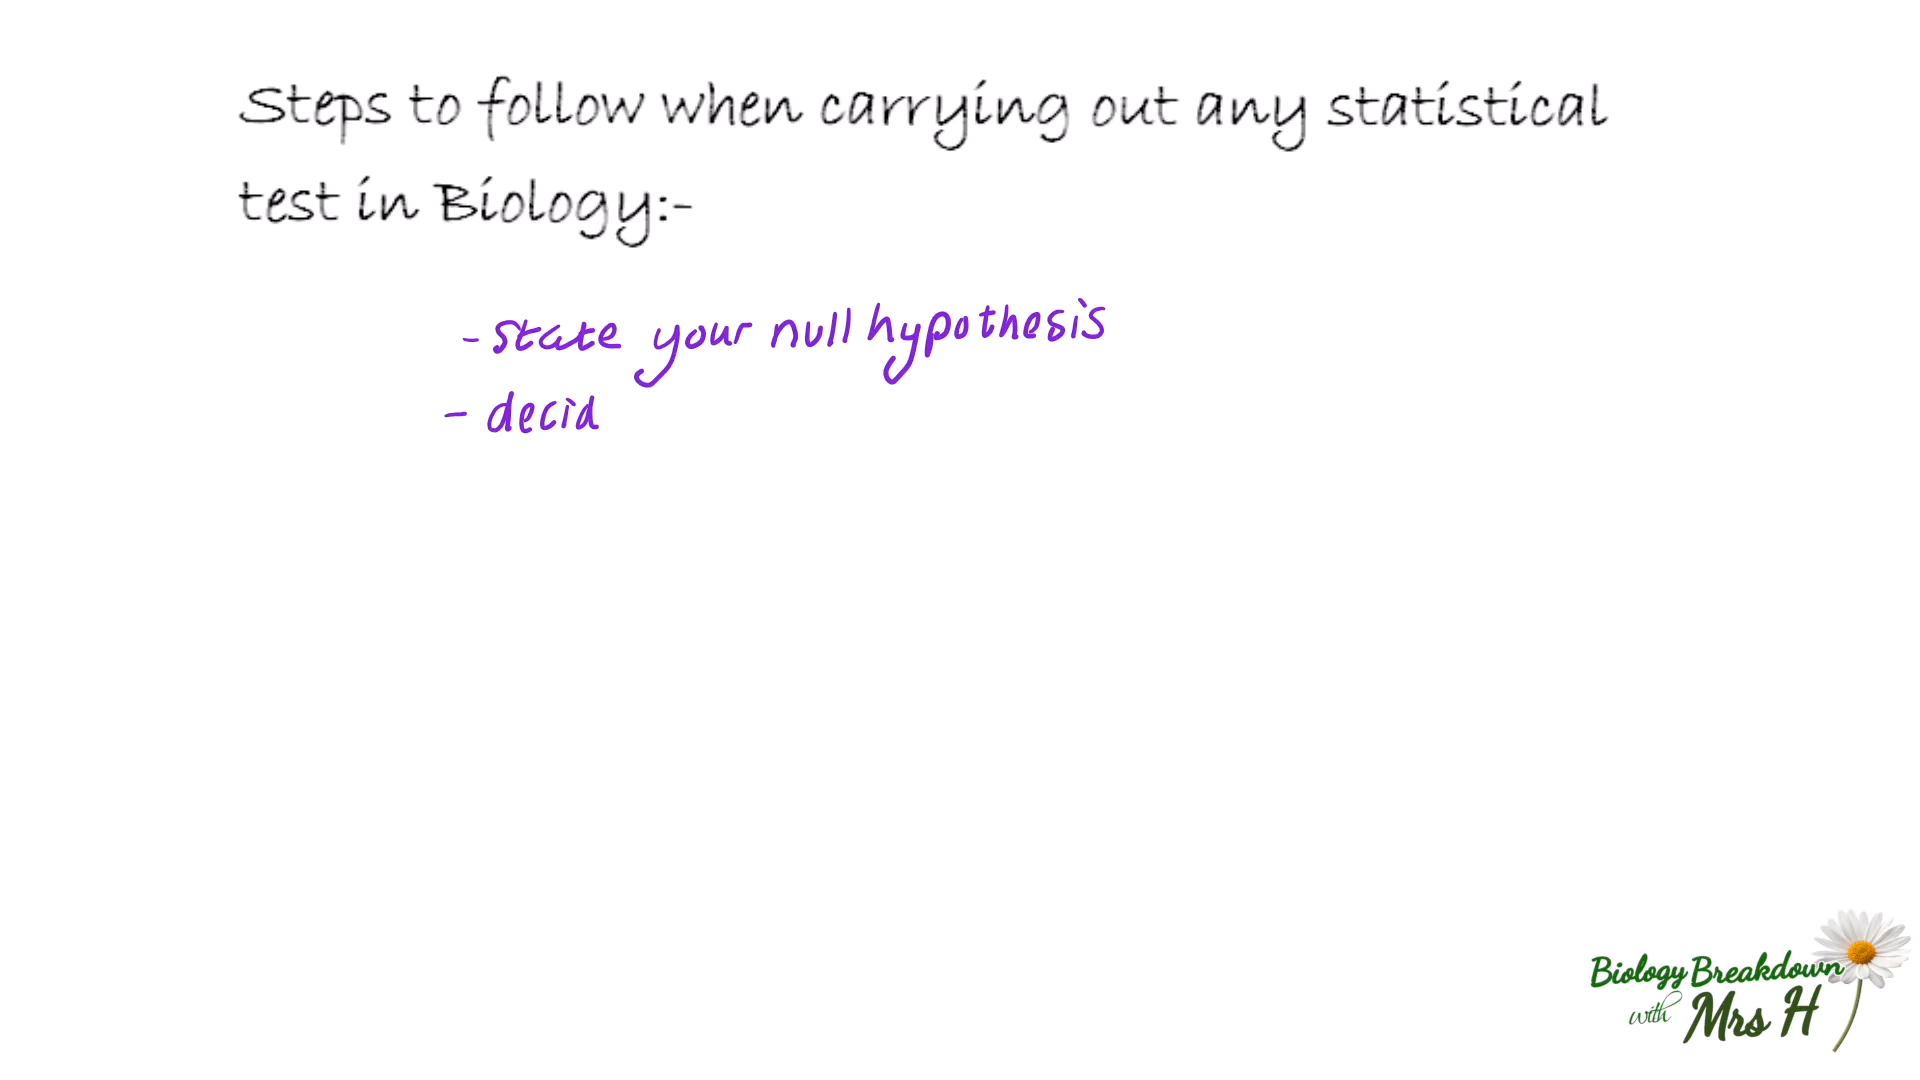 Steps to follow when carrying out any statistical
test in Biology:-
- state your null hypothesis
- decid
Biology Breakdown
with Mrs H